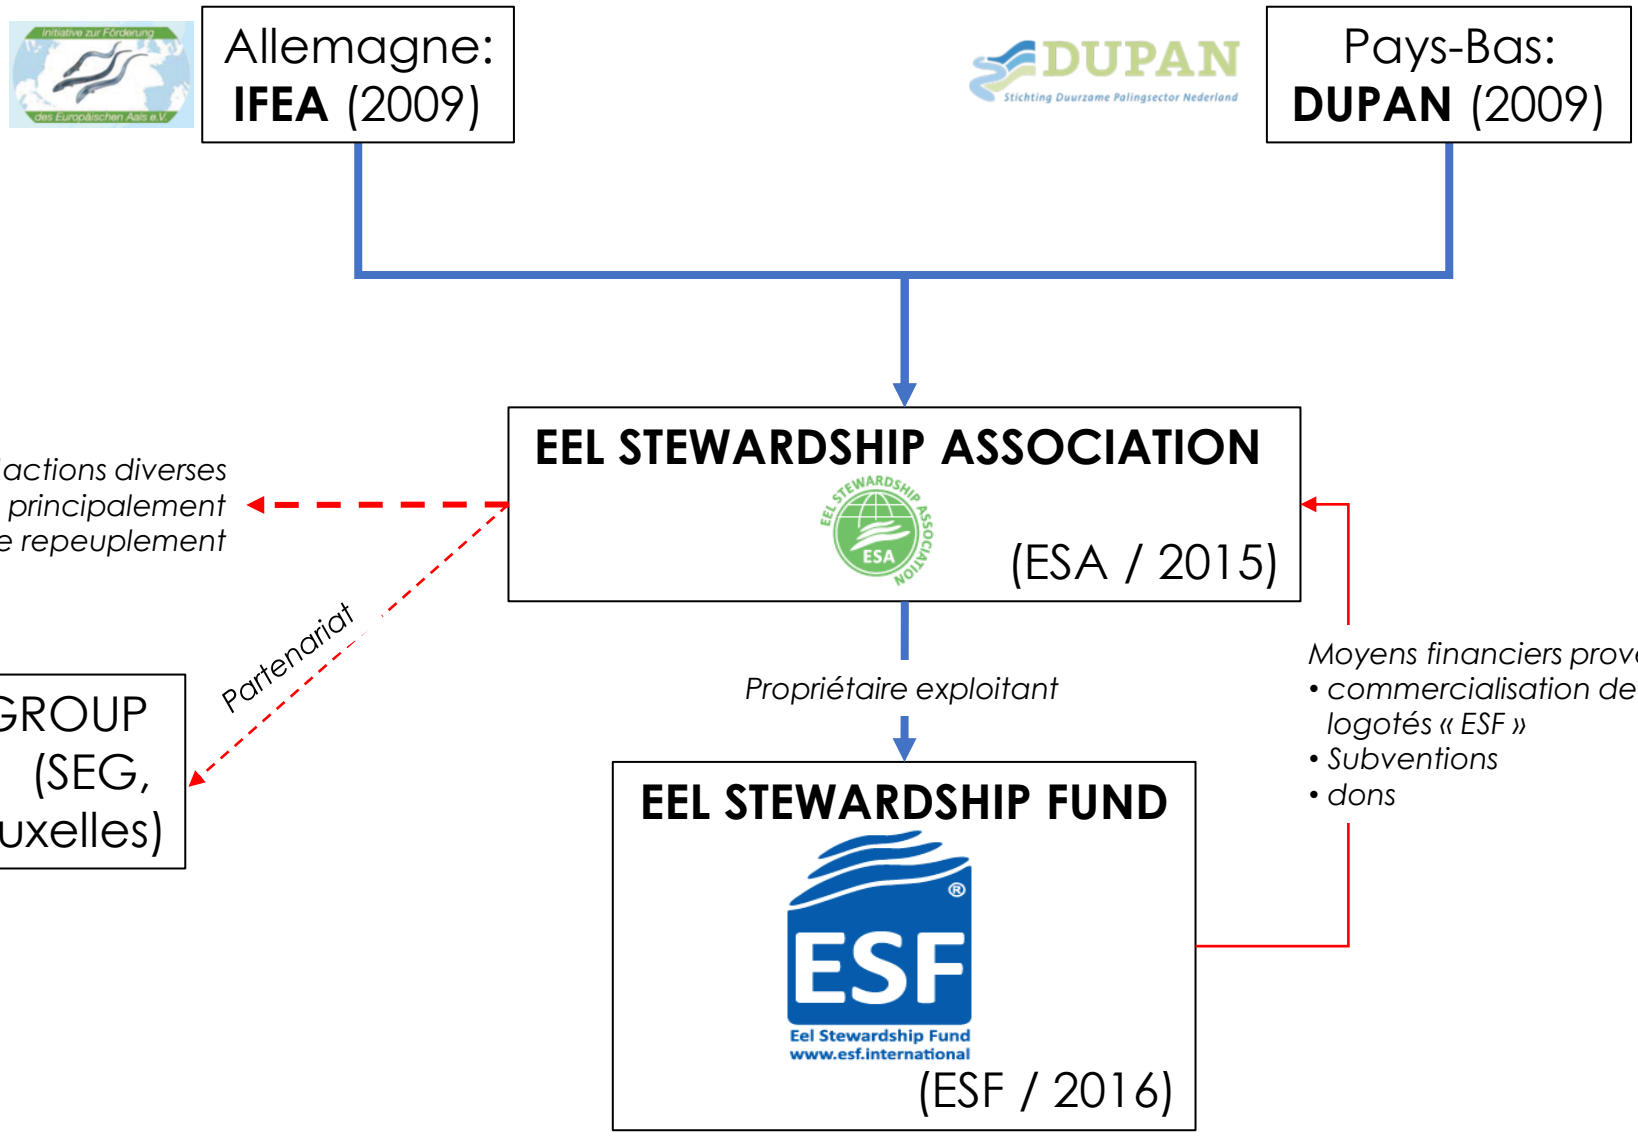 Initiative zur Förderung
des Europäischen Aals e.V.
Allemagne:
IFEA (2009)
DUPAN
Stichting Duurzame Palingsector Nederland
Pays-Bas:
DUPAN (2009)
EEL STEWARDSHIP ASSOCIATION
EEL STEWARDSHIP ASSOCIATION
ESA
(ESA / 2015)
actions diverses
principalement
repeuplement
Partenariat
GROUP
(SEG,
Propriétaire exploitant
Moyens financiers
• commercialisation de
logotés « ESF »
• Subventions
• dons
EEL STEWARDSHIP FUND
®
ESF
Eel Stewardship Fund
www.esf.international
(ESF / 2016)